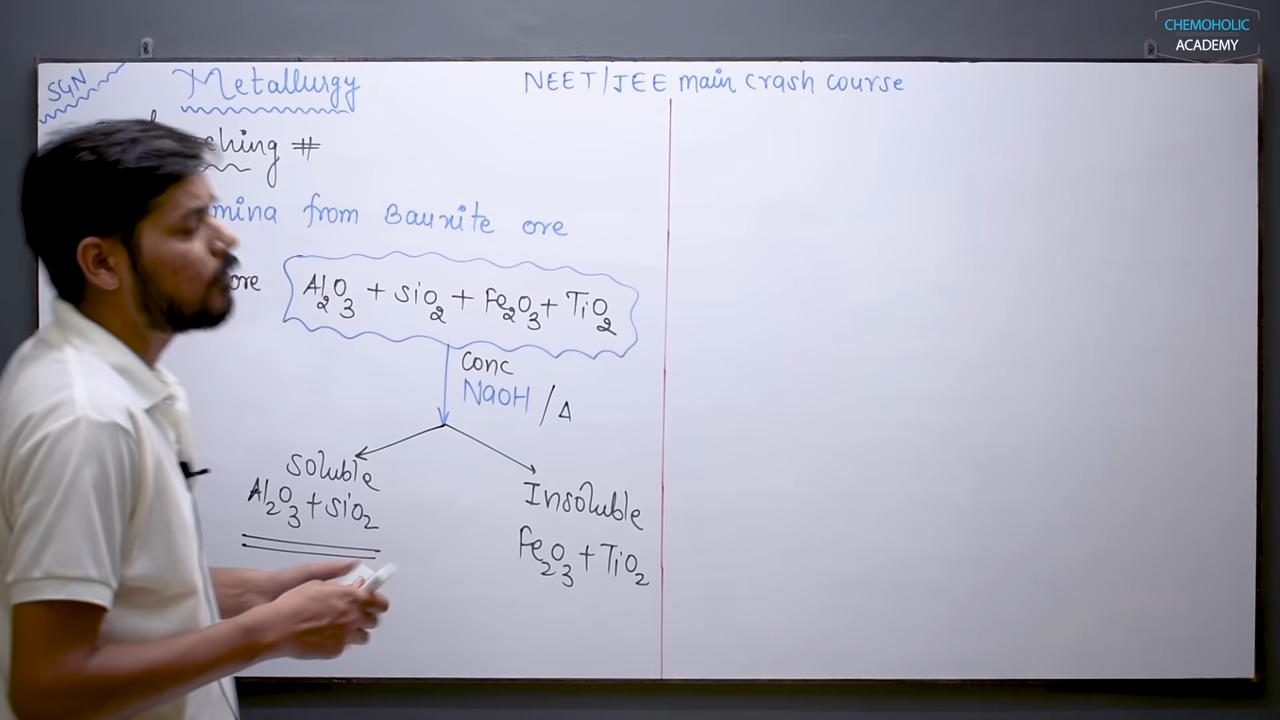 CHEMOHOLIC
ACADEMY
SGN
Metallurgy
NEET/JEE main crash course
ching #
mina from Bauxite ore
ore
Al2O3 + SiO2 + Fe2O3 + TiO2
Conc
NaOH / Δ
Soluble
Al2O3 + SiO2
Insoluble
Fe2O3 + TiO2